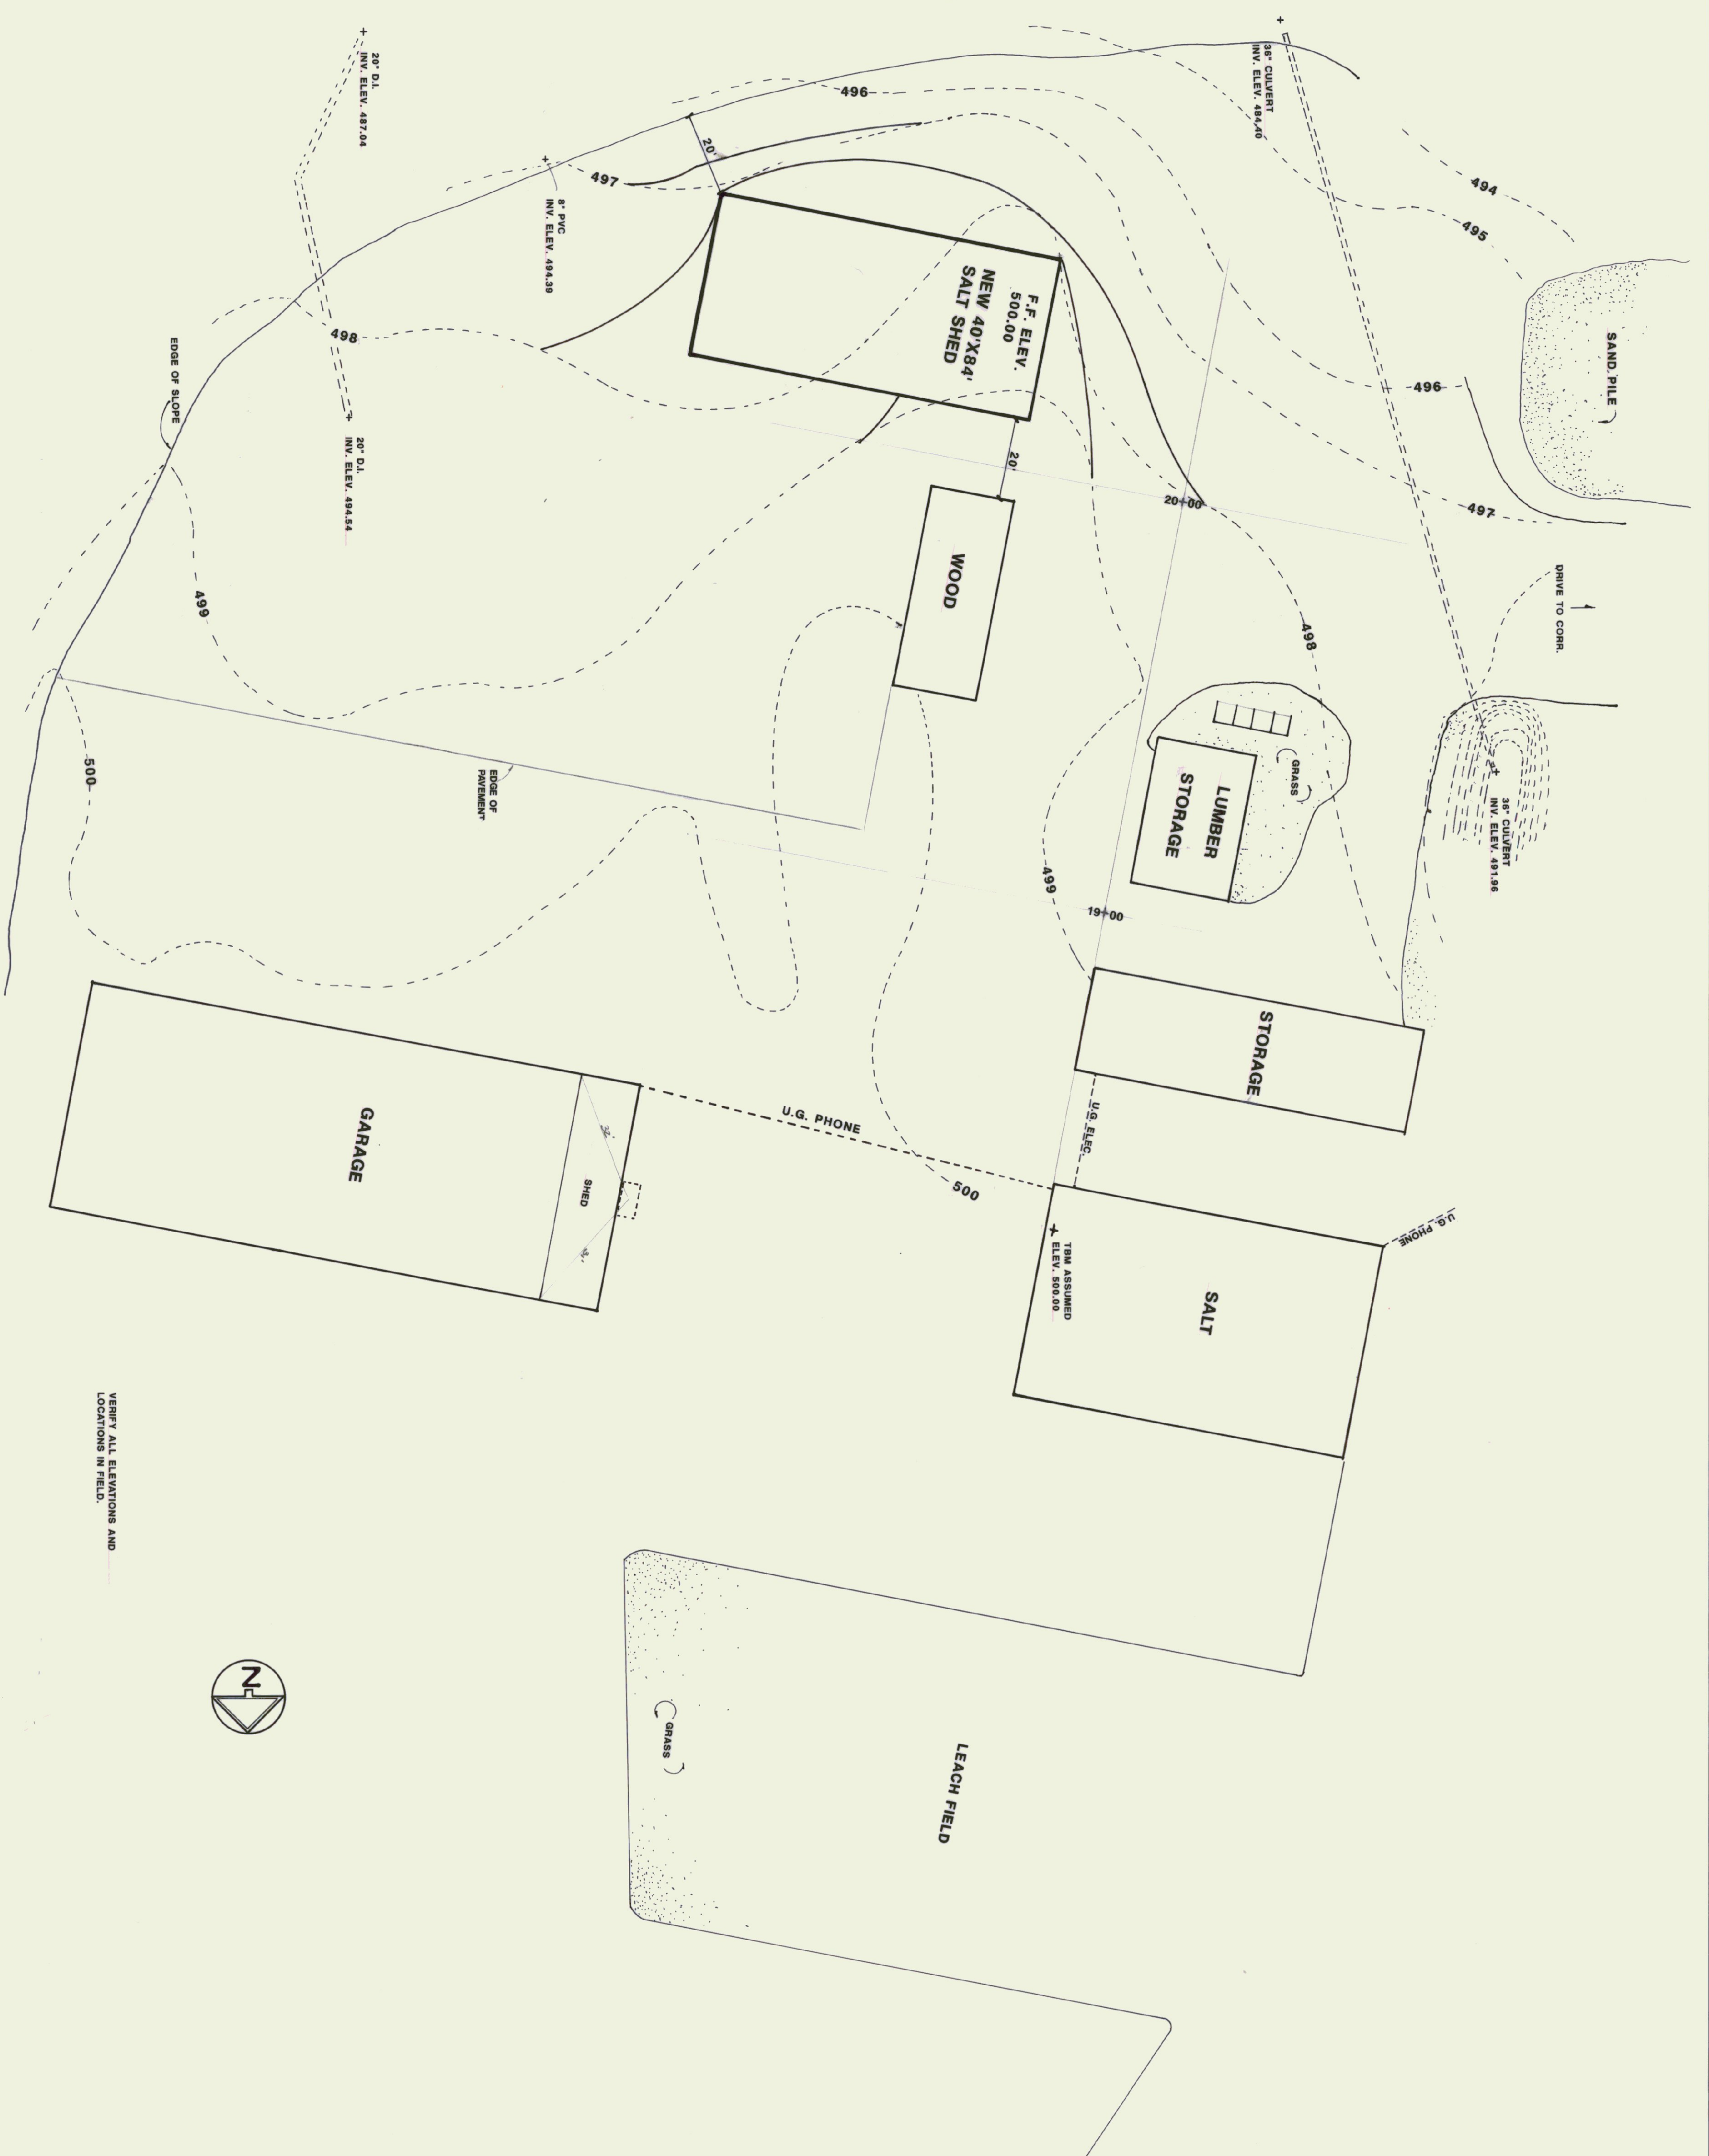 20" D.I.
INV. ELEV. 487.04
36" CULVERT
INV. ELEV. 484.40
496
20'
497
8" PVC
INV. ELEV. 494.39
494
495
498
F.F. ELEV.
500.00
NEW 40'X84'
SALT SHED
SAND PILE
496
EDGE OF SLOPE
20" D.I.
INV. ELEV. 494.54
20'
20+00
497
WOOD
499
498
DRIVE TO CORR.
500
EDGE OF
PAVEMENT
LUMBER
STORAGE
GRASS
36" CULVERT
INV. ELEV. 491.96
499
19+00
STORAGE
GARAGE
SHED
U.G. PHONE
U.G. ELEC.
500
U.G. PHONE
TBM ASSUMED
ELEV. 500.00
SALT
VERIFY ALL ELEVATIONS AND
LOCATIONS IN FIELD.
N
GRASS
LEACH FIELD